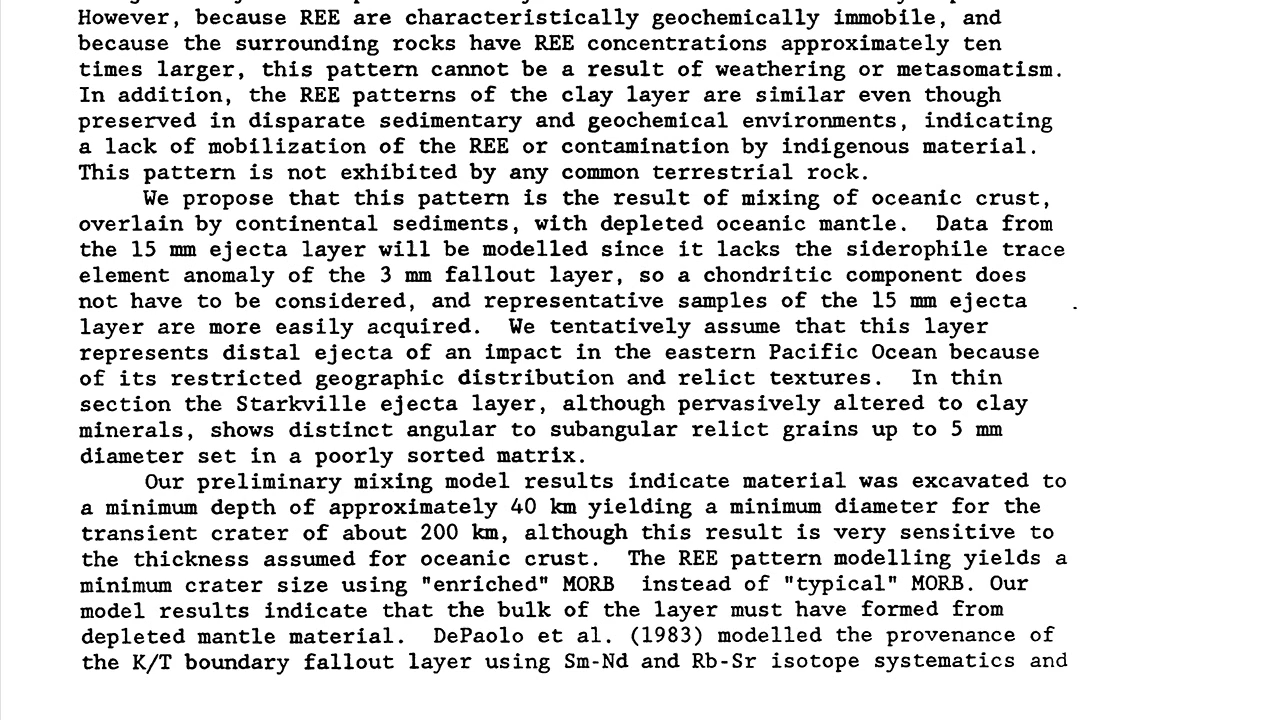 However, because REE are characteristically geochemically immobile, and
because the surrounding rocks have REE concentrations approximately ten
times larger, this pattern cannot be a result of weathering or metasomatism.
In addition, the REE patterns of the clay layer are similar even though
preserved in disparate sedimentary and geochemical environments, indicating
a lack of mobilization of the REE or contamination by indigenous material.
This pattern is not exhibited by any common terrestrial rock.
We propose that this pattern is the result of mixing of oceanic crust,
overlain by continental sediments, with depleted oceanic mantle. Data from
the 15 mm ejecta layer will be modelled since it lacks the siderophile trace
element anomaly of the 3 mm fallout layer, so a chondritic component does
not have to be considered, and representative samples of the 15 mm ejecta
layer are more easily acquired. We tentatively assume that this layer
represents distal ejecta of an impact in the eastern Pacific Ocean because
of its restricted geographic distribution and relict textures. In thin
section the Starkville ejecta layer, although pervasively altered to clay
minerals, shows distinct angular to subangular relict grains up to 5 mm
diameter set in a poorly sorted matrix.
Our preliminary mixing model results indicate material was excavated to
a minimum depth of approximately 40 km yielding a minimum diameter for the
transient crater of about 200 km, although this result is very sensitive to
the thickness assumed for oceanic crust. The REE pattern modelling yields a
minimum crater size using "enriched" MORB instead of "typical" MORB. Our
model results indicate that the bulk of the layer must have formed from
depleted mantle material. DePaolo et al. (1983) modelled the provenance of
the K/T boundary fallout layer using Sm-Nd and Rb-Sr isotope systematics and